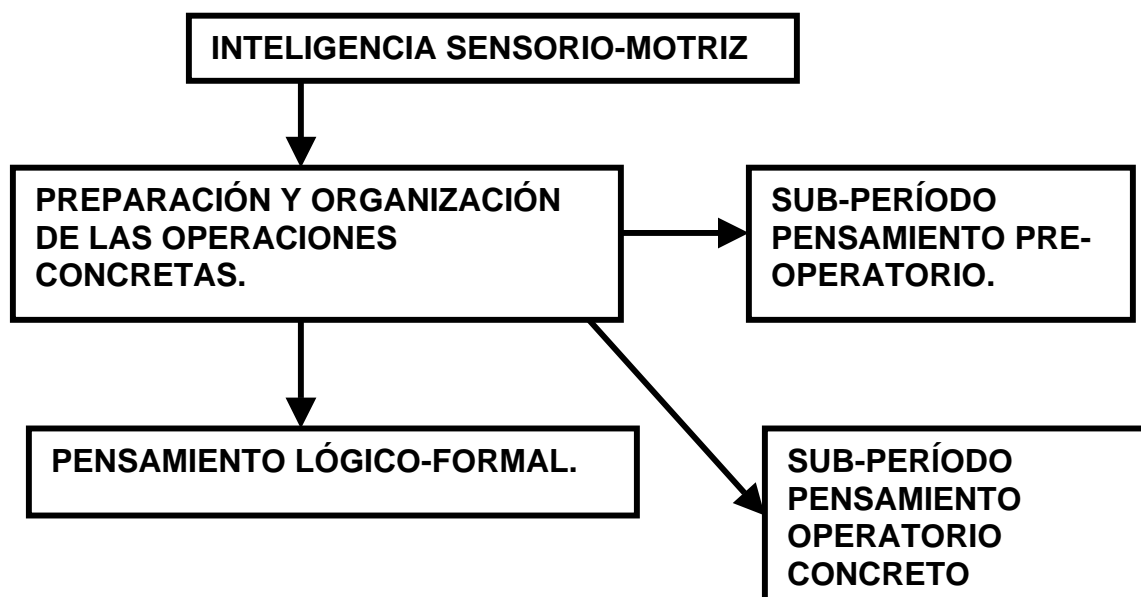 INTELIGENCIA SENSORIO-MOTRIZ
PREPARACIÓN Y ORGANIZACIÓN
DE LAS OPERACIONES
CONCRETAS.
SUB-PERÍODO
PENSAMIENTO PRE-
OPERATORIO.
PENSAMIENTO LÓGICO-FORMAL.
SUB-PERÍODO
PENSAMIENTO
OPERATORIO
CONCRETO